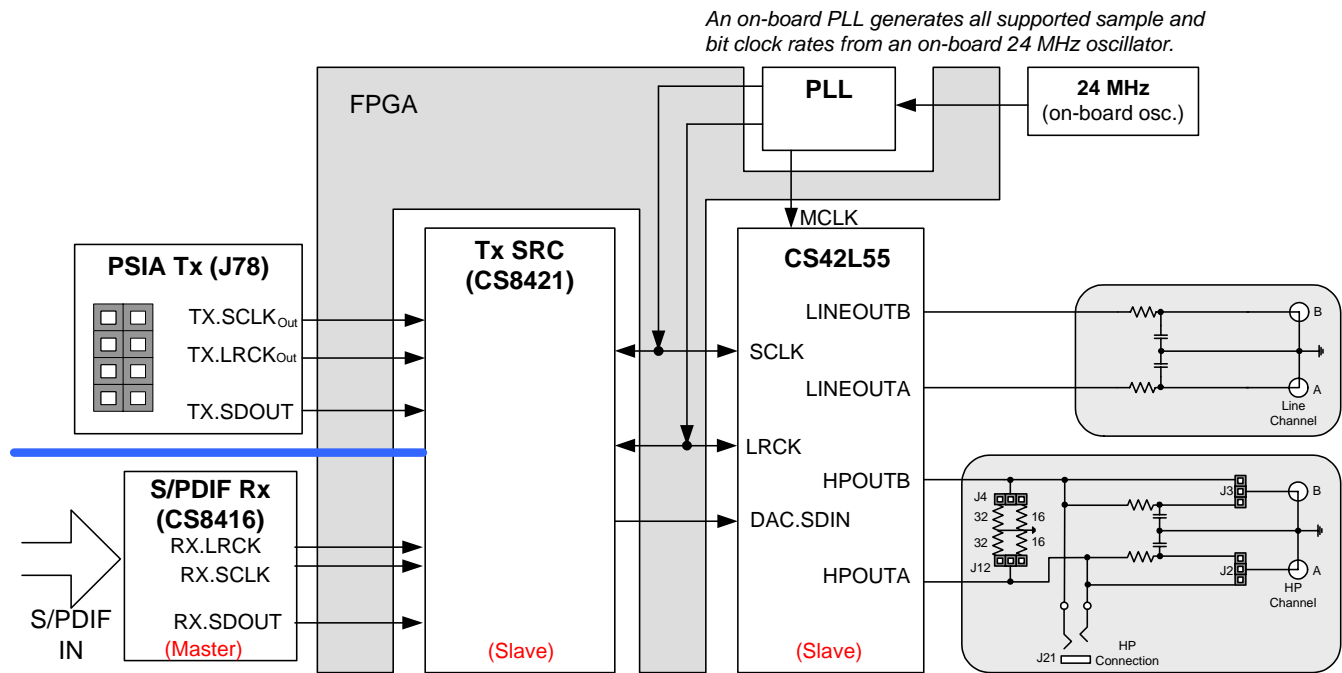 An on-board PLL generates all supported sample and
bit clock rates from an on-board 24 MHz oscillator.
FPGA
PLL
24 MHz
(on-board osc.)
MCLK
PSIA Tx (J78)
TX.SCLKOut
TX.LRCKOut
TX.SDOUT
Tx SRC
(CS8421)
(Slave)
CS42L55
SCLK
LRCK
DAC.SDIN
LINEOUTB
LINEOUTA
HPOUTB
HPOUTA
(Slave)
B
A
Line
Channel
S/PDIF Rx
(CS8416)
RX.LRCK
RX.SCLK
RX.SDOUT
(Master)
S/PDIF
IN
J4
32
16
32
16
J12
J3
B
J2
A
HP
Channel
J21
HP
Connection